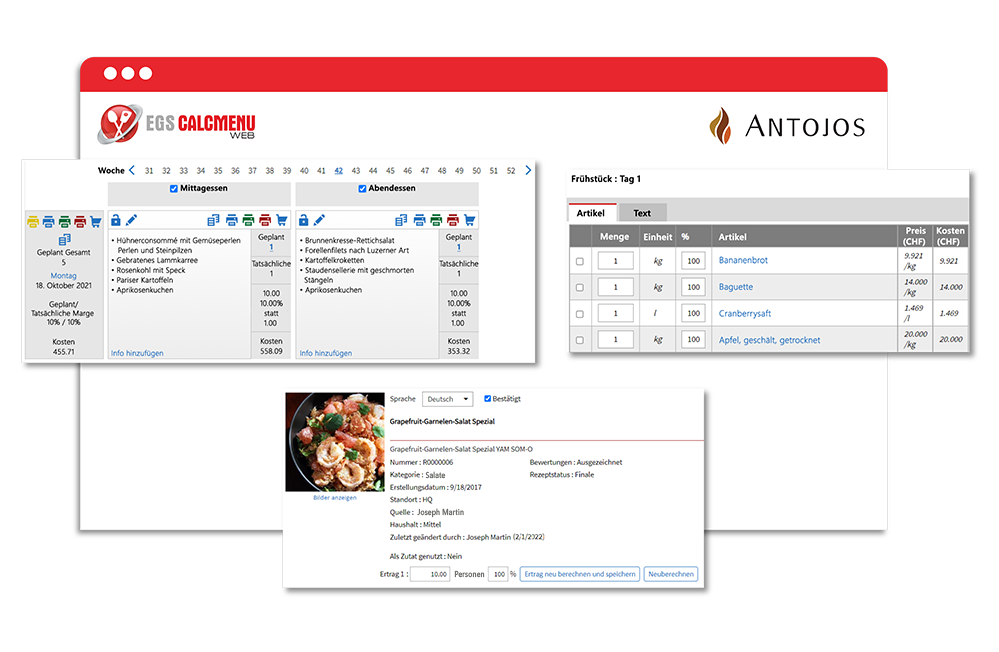 EGS CALCMENU
WEB
ANTOJOS
Woche 31 32 33 34 35 36 37 38 39 40 41 42 43 44 45 46 47 48 49 50 51 52
Mittagessen
Abendessen
Geplant Gesamt
5
Montag
18. Oktober 2021
Geplant/
Tatsächliche Marge
10% / 10%
Kosten
455.71
• Hühnerconsommé mit Gemüseperlen
Perlen und Steinpilzen
• Gebratenes Lammkarree
• Rosenkohl mit Speck
• Pariser Kartoffeln
• Aprikosenkuchen
Info hinzufügen
Geplant
1
Tatsächliche
1
10.00
10.00%
statt
1.00
Kosten
558.09
• Brunnenkresse-Rettichsalat
• Forellenfilets nach Luzerner Art
• Kartoffelkroketten
• Staudensellerie mit geschmorten
Stängeln
• Aprikosenkuchen
Info hinzufügen
Geplant
1
Tatsächliche
1
10.00
10.00%
statt
1.00
Kosten
353.32
Frühstück : Tag 1
Artikel Text
Menge Einheit % Artikel Preis (CHF) Kosten (CHF)
1 kg 100 Bananenbrot 9.921 /kg 9.921
1 kg 100 Baguette 14.000 /kg 14.000
1 l 100 Cranberrysaft 1.469 /l 1.469
1 kg 100 Apfel, geschält, getrocknet 20.000 /kg 20.000
Bilder anzeigen
Sprache Deutsch Bestätigt
Grapefruit-Garnelen-Salat Spezial
Grapefruit-Garnelen-Salat Spezial YAM SOM-O
Nummer : R0000006 Bewertungen : Ausgezeichnet
Kategorie : Salate Rezeptstatus : Finale
Erstellungsdatum : 9/18/2017
Standort : HQ
Quelle : Joseph Martin
Haushalt : Mittel
Zuletzt geändert durch : Joseph Martin (2/1/2022)
Als Zutat genutzt : Nein
Ertrag 1 : 10.00 Personen 100 % Ertrag neu berechnen und speichern Neuberechnen